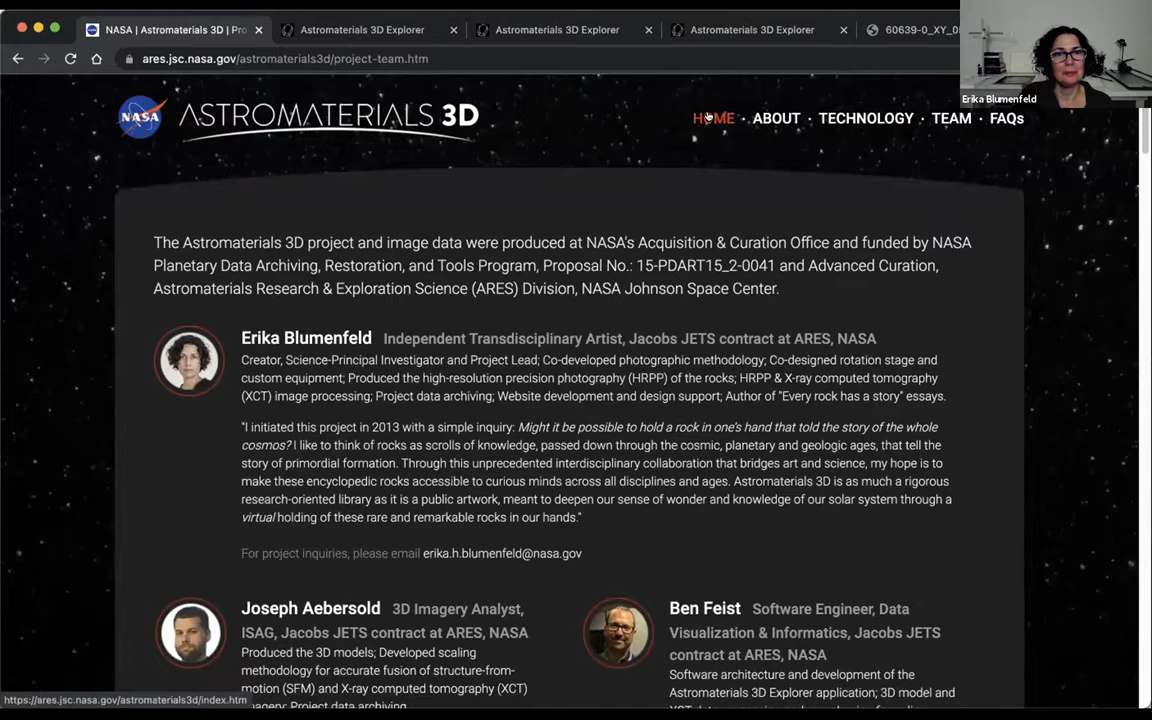 NASA | Astromaterials 3D | Pro
Astromaterials 3D Explorer
Astromaterials 3D Explorer
Astromaterials 3D Explorer
60639-0_XY_05
ares.jsc.nasa.gov/astromaterials3d/project-team.htm
Erika Blumenfeld
NASA
ASTROMATERIALS 3D
HOME · ABOUT · TECHNOLOGY · TEAM · FAQs
The Astromaterials 3D project and image data were produced at NASA's Acquisition & Curation Office and funded by NASA
Planetary Data Archiving, Restoration, and Tools Program, Proposal No.: 15-PDART15_2-0041 and Advanced Curation,
Astromaterials Research & Exploration Science (ARES) Division, NASA Johnson Space Center.
Erika Blumenfeld Independent Transdisciplinary Artist, Jacobs JETS contract at ARES, NASA
Creator, Science-Principal Investigator and Project Lead; Co-developed photographic methodology; Co-designed rotation stage and
custom equipment; Produced the high-resolution precision photography (HRPP) of the rocks; HRPP & X-ray computed tomography
(XCT) image processing; Project data archiving; Website development and design support; Author of "Every rock has a story" essays.
"I initiated this project in 2013 with a simple inquiry: Might it be possible to hold a rock in one's hand that told the story of the whole
cosmos? I like to think of rocks as scrolls of knowledge, passed down through the cosmic, planetary and geologic ages, that tell the
story of primordial formation. Through this unprecedented interdisciplinary collaboration that bridges art and science, my hope is to
make these encyclopedic rocks accessible to curious minds across all disciplines and ages. Astromaterials 3D is as much a rigorous
research-oriented library as it is a public artwork, meant to deepen our sense of wonder and knowledge of our solar system through a
virtual holding of these rare and remarkable rocks in our hands."
For project inquiries, please email erika.h.blumenfeld@nasa.gov
Joseph Aebersold 3D Imagery Analyst,
ISAG, Jacobs JETS contract at ARES, NASA
Produced the 3D models; Developed scaling
methodology for accurate fusion of structure-from-
motion (SFM) and X-ray computed tomography (XCT)
imagery; Project data archiving
Ben Feist Software Engineer, Data
Visualization & Informatics, Jacobs JETS
contract at ARES, NASA
Software architecture and development of the
Astromaterials 3D Explorer application; 3D model and
https://ares.jsc.nasa.gov/astromaterials3d/index.htm